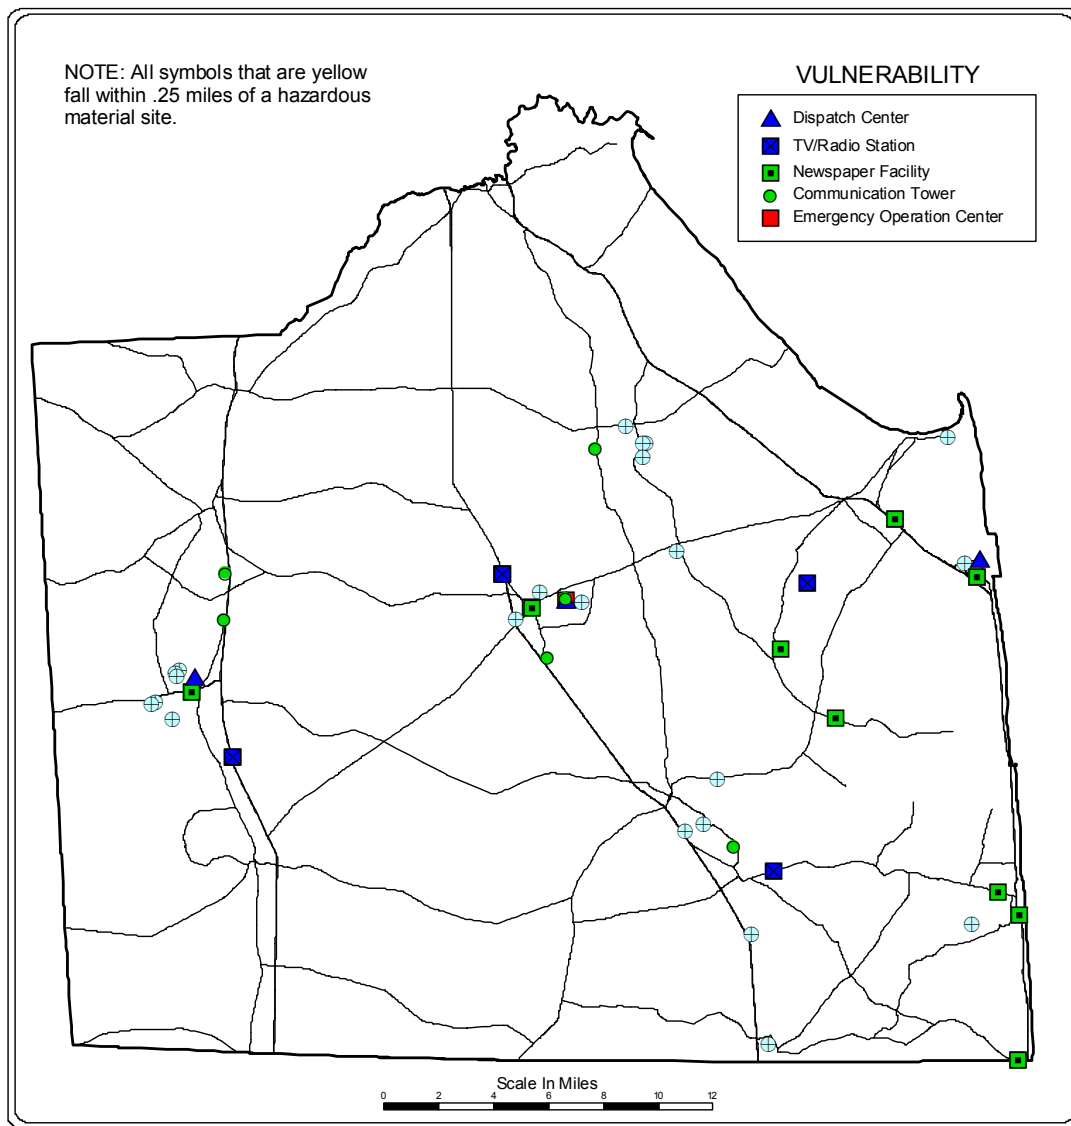 NOTE: All symbols that are yellow
fall within .25 miles of a hazardous
material site.
VULNERABILITY
Dispatch Center
TV/Radio Station
Newspaper Facility
Communication Tower
Emergency Operation Center
Scale In Miles
0 2 4 6 8 10 12